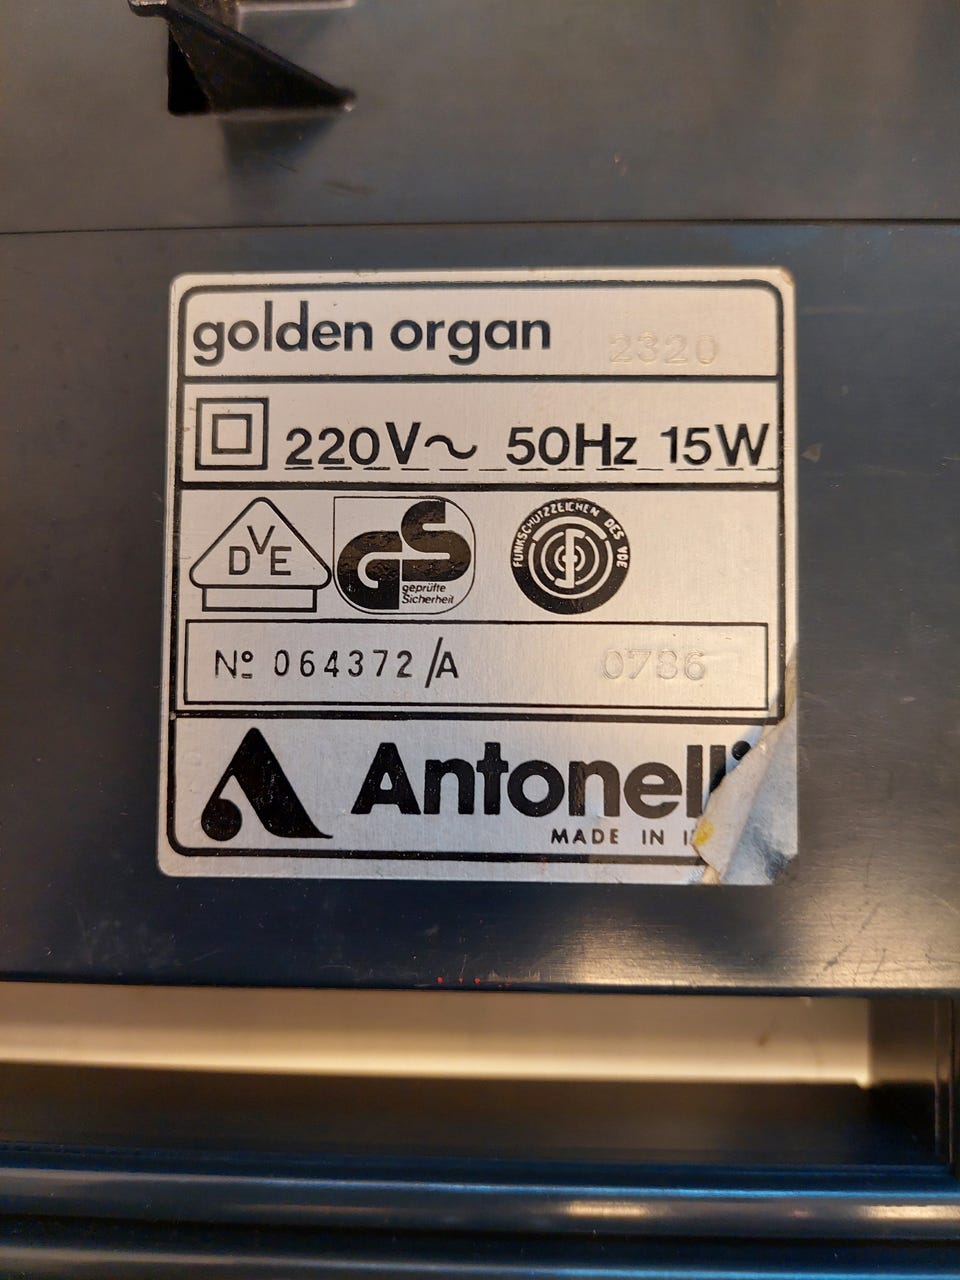 golden organ 2320
220V~ 50Hz 15W
DVE
GS
geprüfte
Sicherheit
FUNKSCHUTZZEICHEN DES VDE
Nº 064372/A 0786
Antonelli
MADE IN